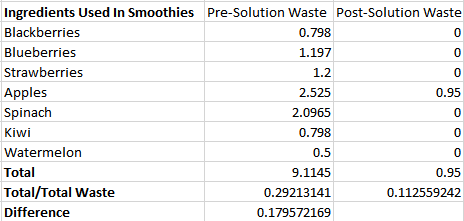 Ingredients Used In Smoothies Pre-Solution Waste Post-Solution Waste
Blackberries 0.798 0
Blueberries 1.197 0
Strawberries 1.2 0
Apples 2.525 0.95
Spinach 2.0965 0
Kiwi 0.798 0
Watermelon 0.5 0
Total 9.1145 0.95
Total/Total Waste 0.29213141 0.112559242
Difference 0.179572169